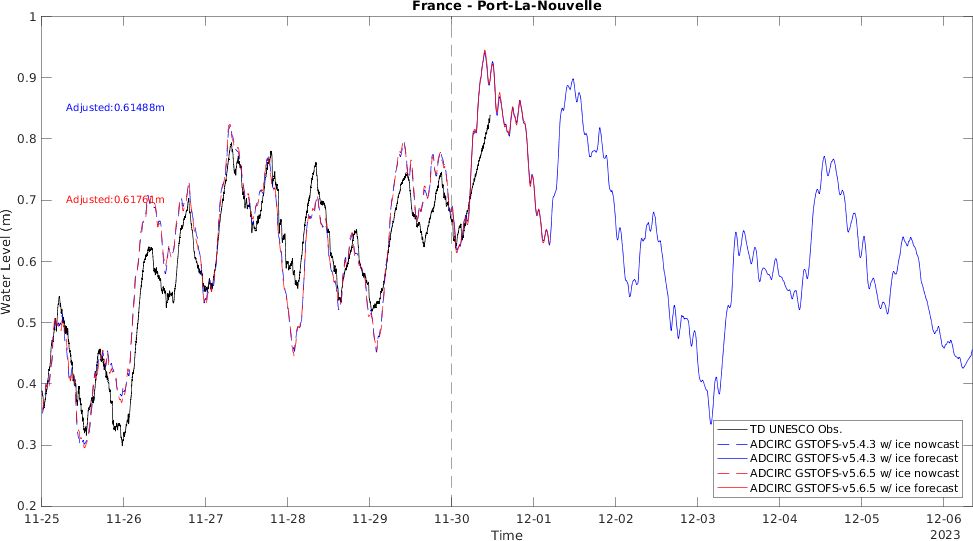 France - Port-La-Nouvelle
1
0.9
0.8
0.7
0.6
0.5
0.4
0.3
0.2
Water Level (m)
Adjusted:0.61488m
Adjusted:0.61761m
TD UNESCO Obs.
ADCIRC GSTOFS-v5.4.3 w/ ice nowcast
ADCIRC GSTOFS-v5.4.3 w/ ice forecast
ADCIRC GSTOFS-v5.6.5 w/ ice nowcast
ADCIRC GSTOFS-v5.6.5 w/ ice forecast
11-25 11-26 11-27 11-28 11-29 11-30 12-01 12-02 12-03 12-04 12-05 12-06
2023
Time